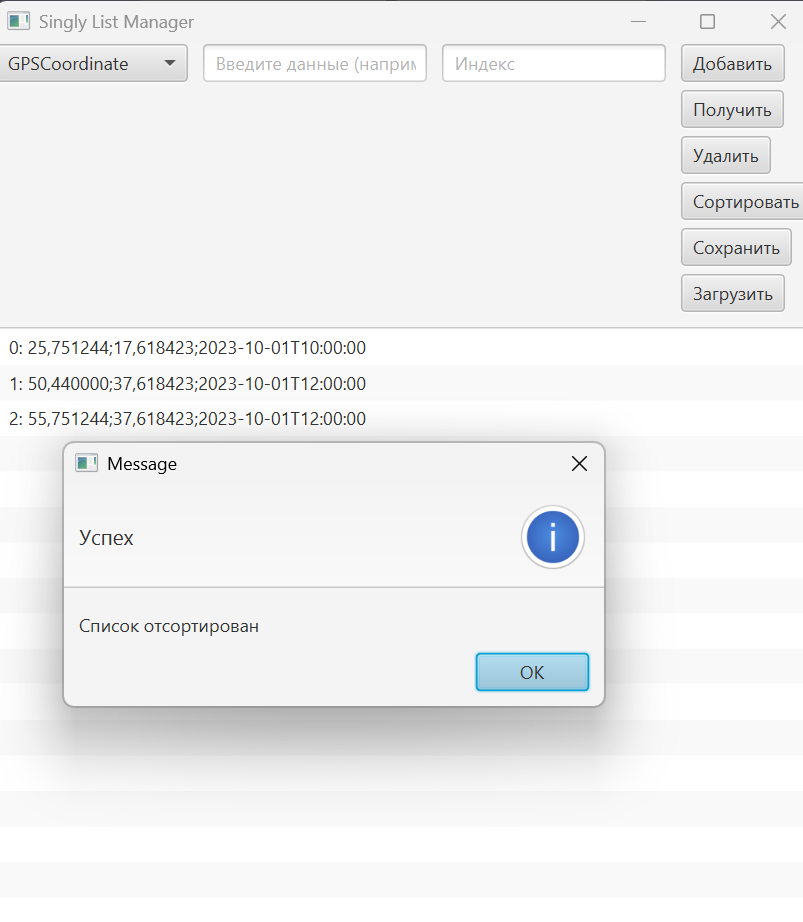 Singly List Manager
GPSCoordinate
Введите данные (наприм
Индекс
Добавить
Получить
Удалить
Сортировать
Сохранить
Загрузить
0: 25,751244;17,618423;2023-10-01T10:00:00
1: 50,440000;37,618423;2023-10-01T12:00:00
2: 55,751244;37,618423;2023-10-01T12:00:00
Message
Успех
i
Список отсортирован
OK